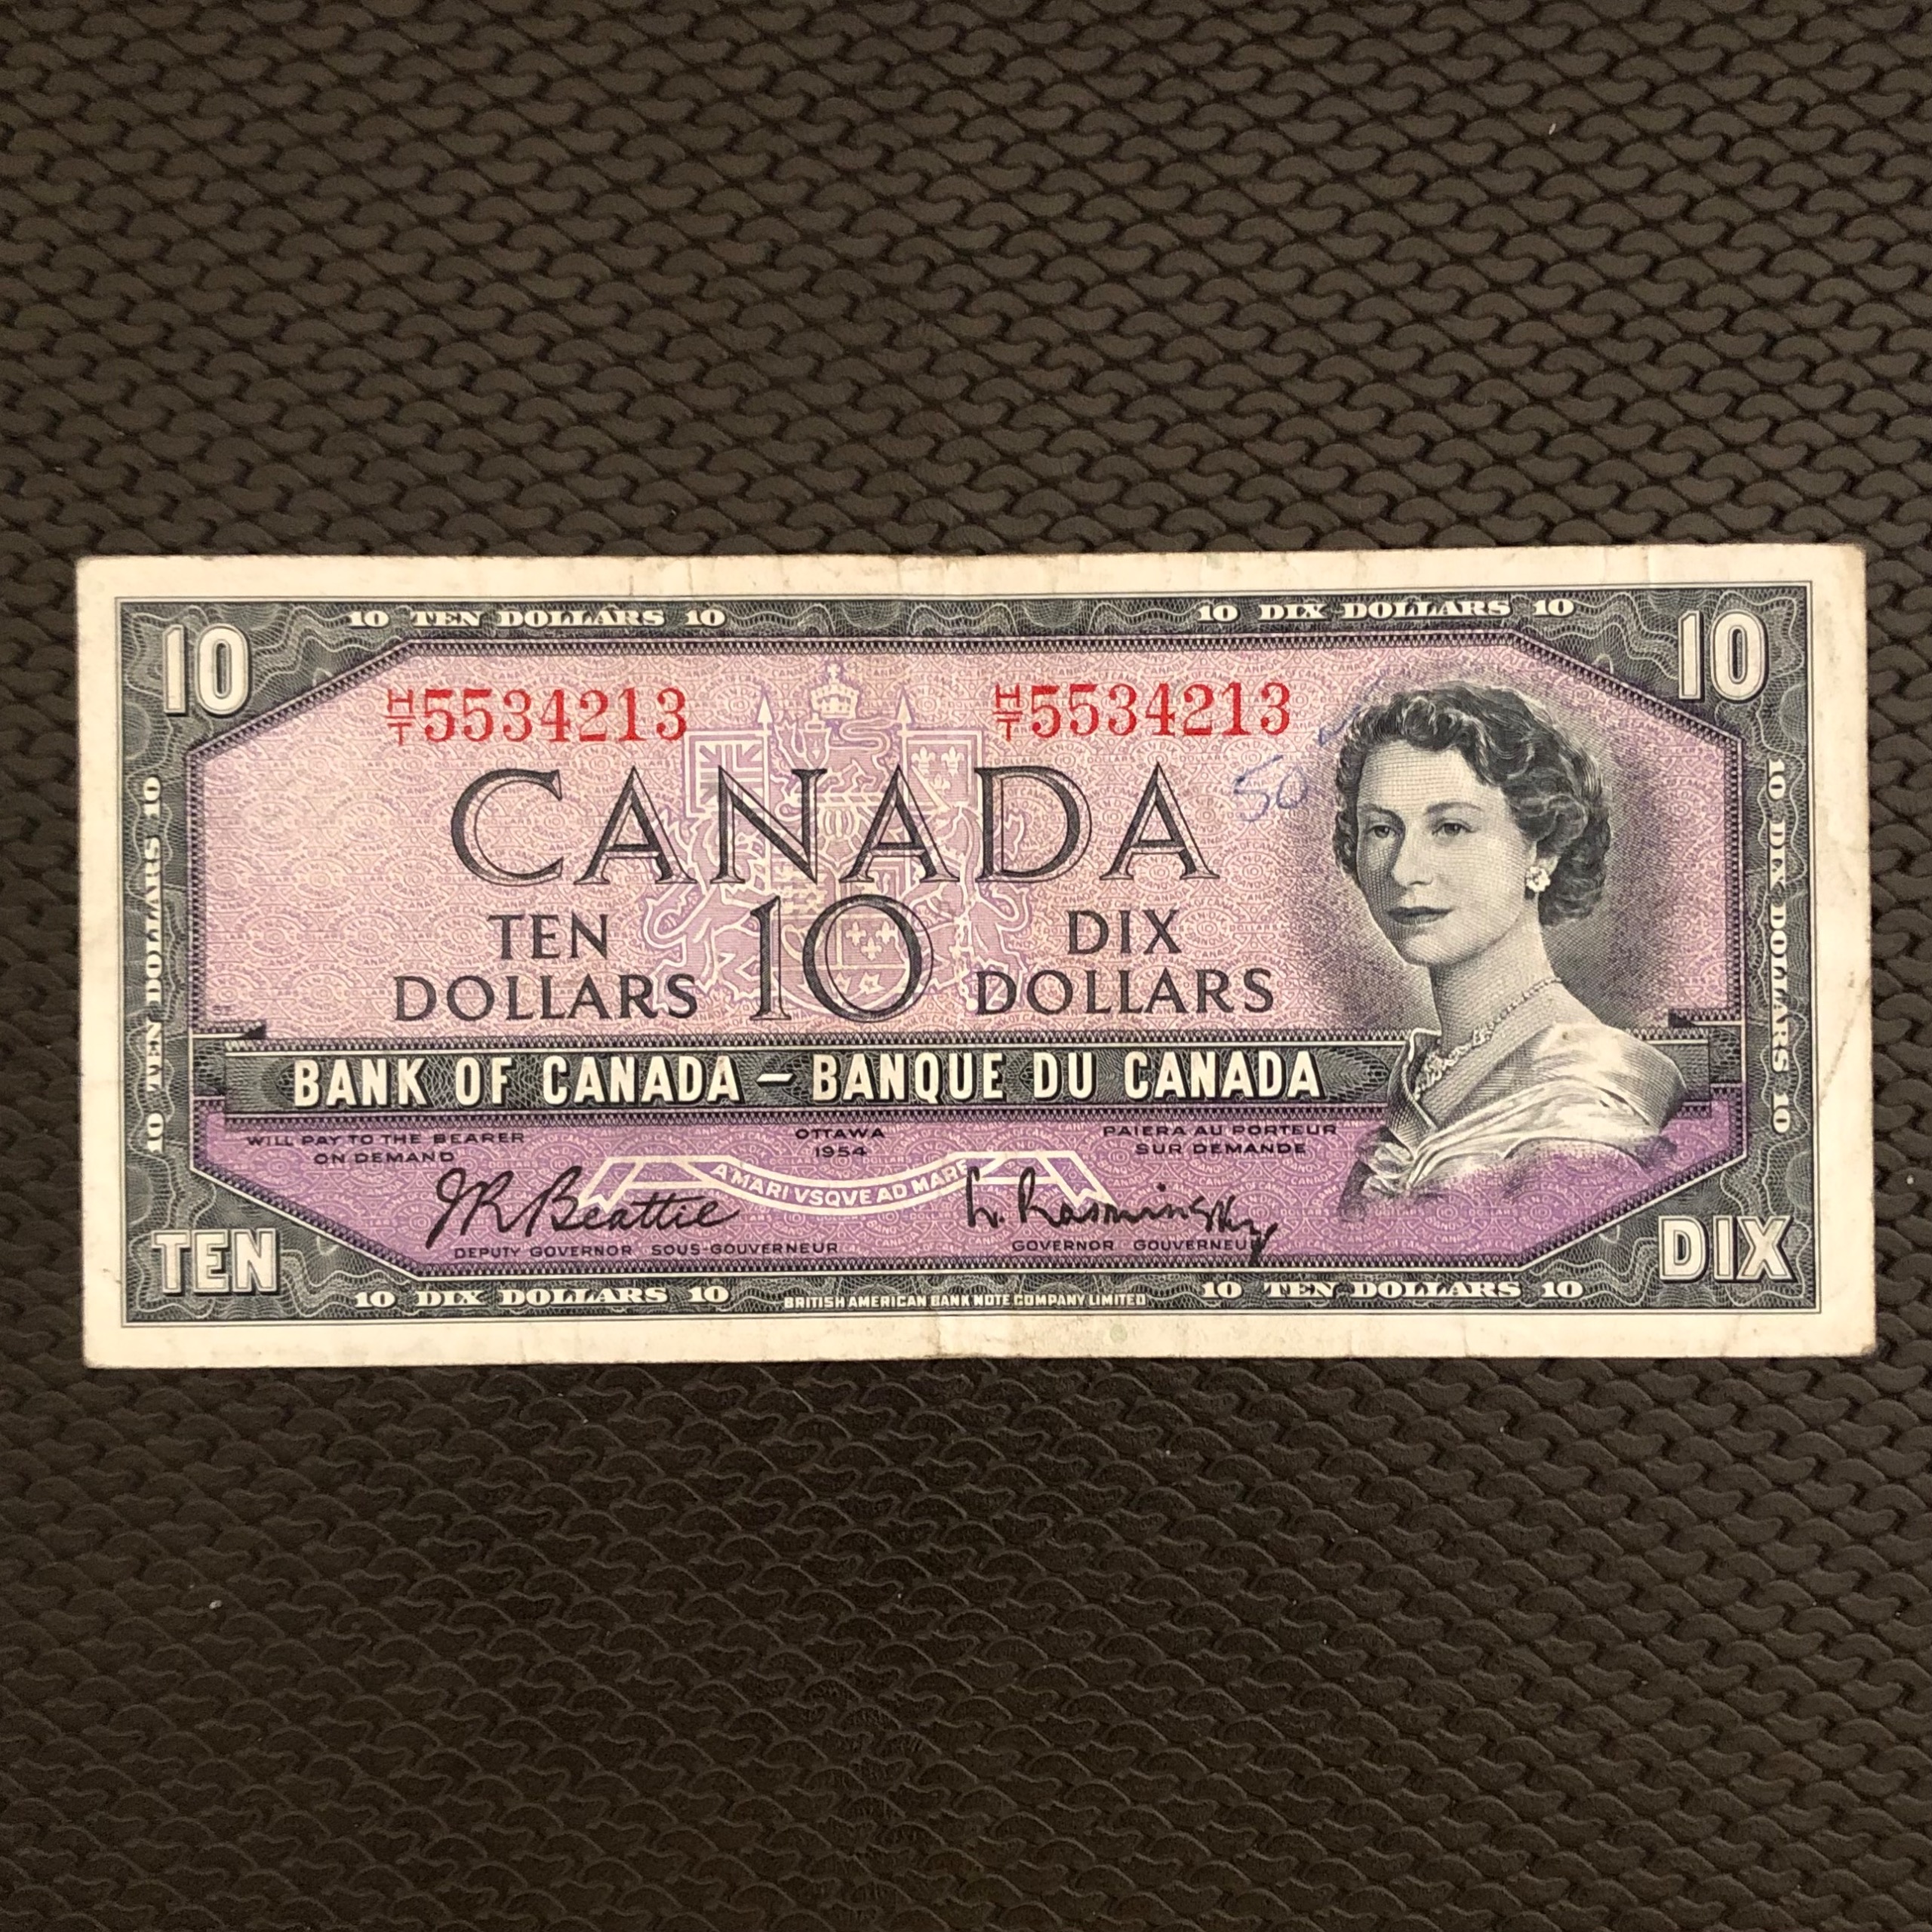 10 TEN DOLLARS 10 10 DIX DOLLARS 10
10 10
H/T 5534213 H/T 5534213
50
CANADA
TEN 10 DIX
DOLLARS DOLLARS
10 TEN DOLLARS 10
10 DIX DOLLARS 10
BANK OF CANADA – BANQUE DU CANADA
WILL PAY TO THE BEARER OTTAWA PAIERA AU PORTEUR
ON DEMAND 1954 SUR DEMANDE
A MARI VSQVE AD MARE
JRBeattie L. Rasminsky
DEPUTY GOVERNOR SOUS-GOUVERNEUR GOVERNOR GOUVERNEUR
TEN DIX
10 DIX DOLLARS 10 BRITISH AMERICAN BANK NOTE COMPANY LIMITED 10 TEN DOLLARS 10